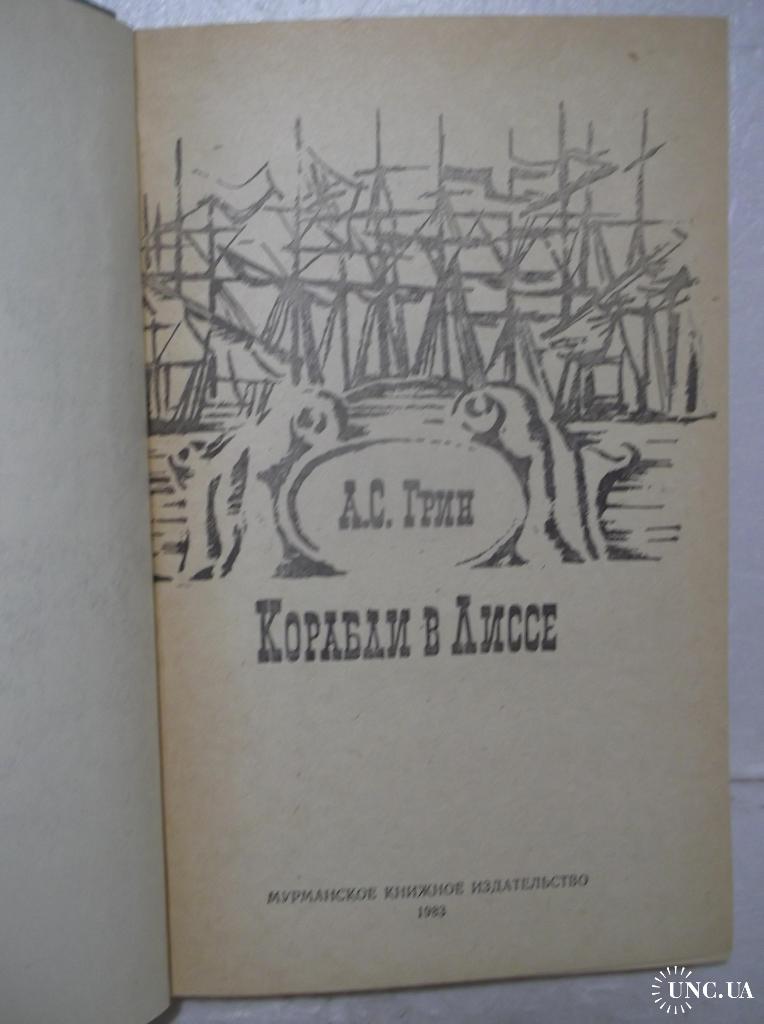 А.С. Грин
Корабли в Лиссе
МУРМАНСКОЕ КНИЖНОЕ ИЗДАТЕЛЬСТВО
1983
UNC.UA